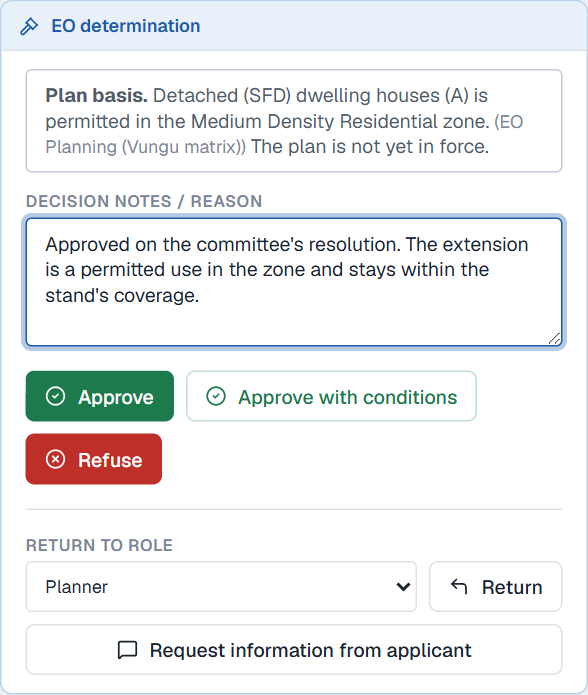 EO determination
Plan basis. Detached (SFD) dwelling houses (A) is
permitted in the Medium Density Residential zone. (EO
Planning (Vungu matrix)) The plan is not yet in force.
DECISION NOTES / REASON
Approved on the committee's resolution. The extension
is a permitted use in the zone and stays within the
stand's coverage.
Approve
Approve with conditions
Refuse
RETURN TO ROLE
Planner
Return
Request information from applicant